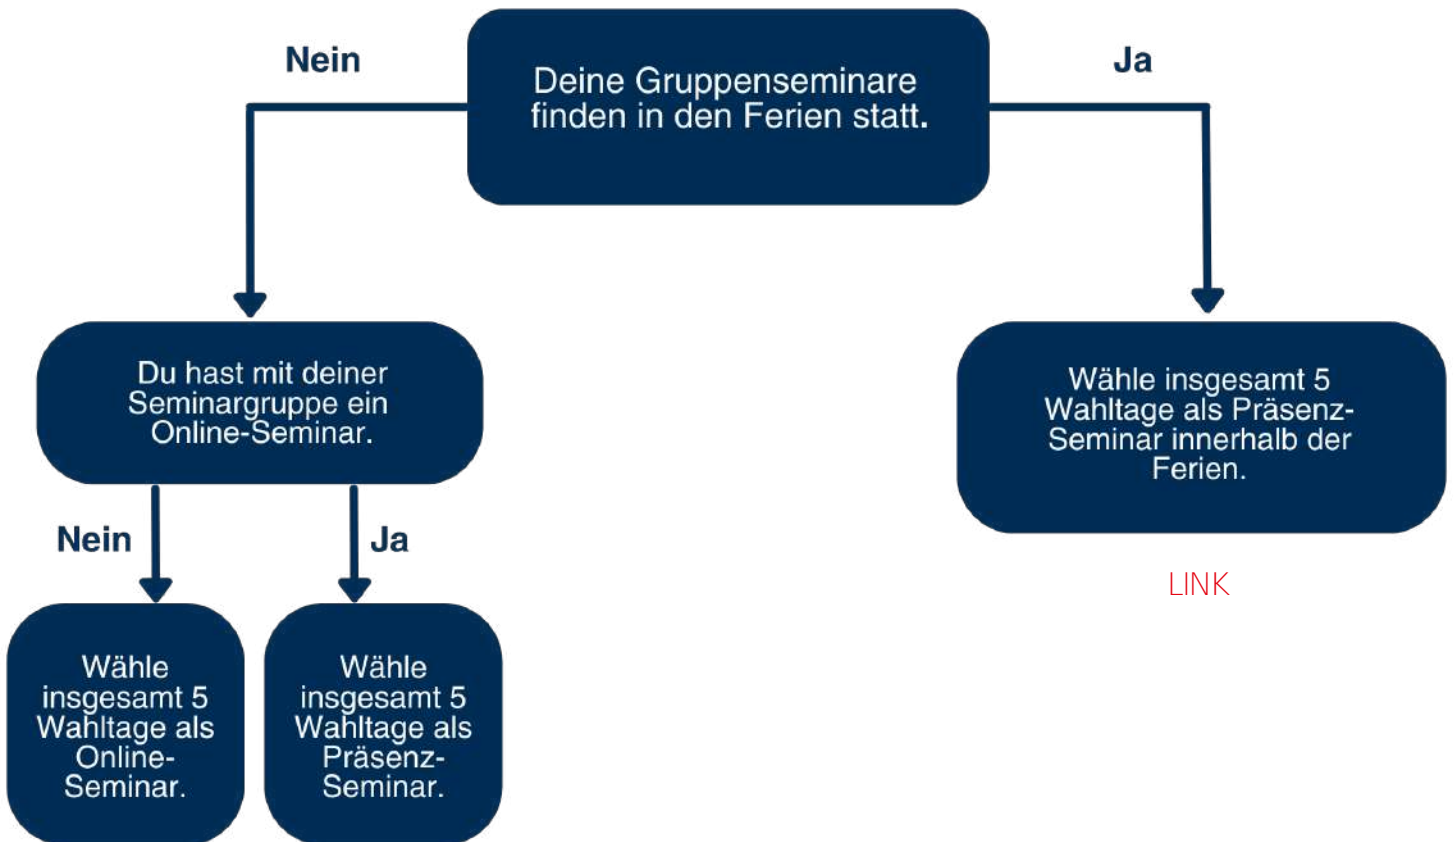 Nein
Deine Gruppenseminare
finden in den Ferien statt.
Ja
Du hast mit deiner
Seminargruppe ein
Online-Seminar.
Wähle insgesamt 5
Wahltage als Präsenz-
Seminar innerhalb der
Ferien.
Nein
Ja
LINK
Wähle
insgesamt 5
Wahltage als
Online-
Seminar.
Wähle
insgesamt 5
Wahltage als
Präsenz-
Seminar.